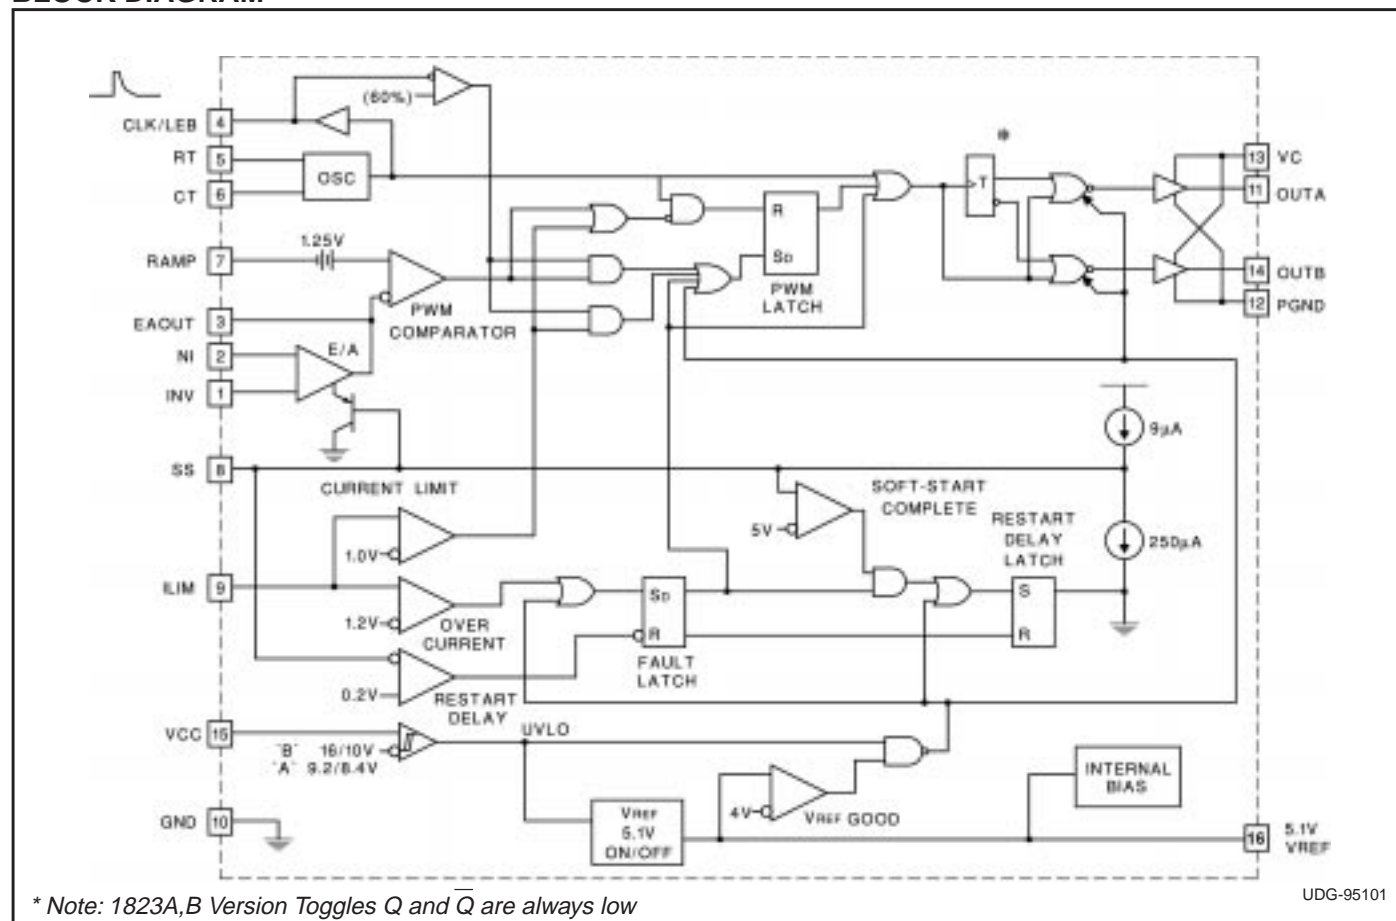 BLOCK DIAGRAM
(60%)
CLK/LEB 4
RT 5
OSC
CT 6
*
T
13 VC
11 OUTA
R
SD
PWM
LATCH
1.25V
RAMP 7
PWM
COMPARATOR
14 OUTB
12 PGND
EAOUT 3
NI 2
E/A
INV 1
9µA
SS 8
CURRENT LIMIT
SOFT-START
COMPLETE
5V
RESTART
DELAY
LATCH
250µA
1.0V
ILIM 9
1.2V
OVER
CURRENT
SD
R
FAULT
LATCH
S
R
0.2V
RESTART
DELAY
VCC 15
UVLO
"B" 16/10V
"A" 9.2/8.4V
INTERNAL
BIAS
GND 10
VREF
5.1V
ON/OFF
4V
VREF GOOD
16 5.1V
VREF
* Note: 1823A,B Version Toggles Q and Q̅ are always low
UDG-95101